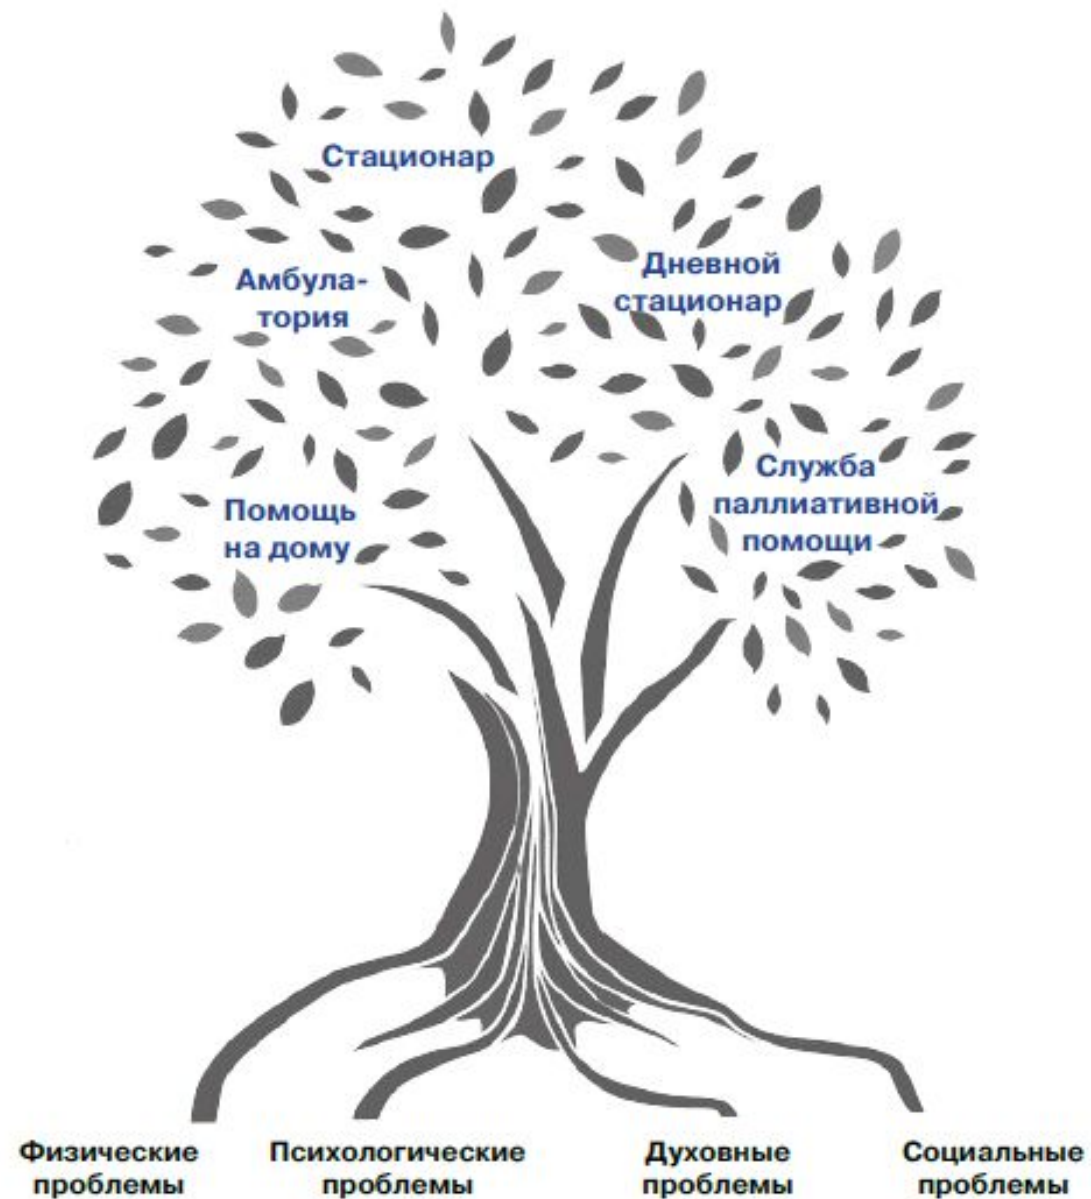 Стационар
Амбула-
тория
Дневной
стационар
Помощь
на дому
Служба
паллиативной
помощи
Физические
проблемы
Психологические
проблемы
Духовные
проблемы
Социальные
проблемы